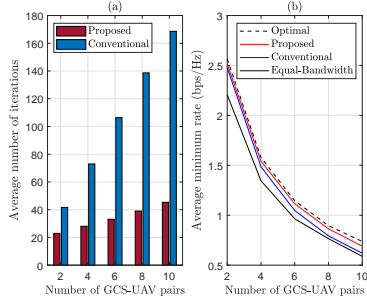 (a)
(b)
Average number of iterations
180
160
140
120
100
80
60
40
20
0
Proposed
Conventional
2 4 6 8 10
Number of GCS-UAV pairs
Average minimum rate (bps/Hz)
3
2.5
2
1.5
1
0.5
Optimal
Proposed
Conventional
Equal-Bandwidth
2 4 6 8 10
Number of GCS-UAV pairs